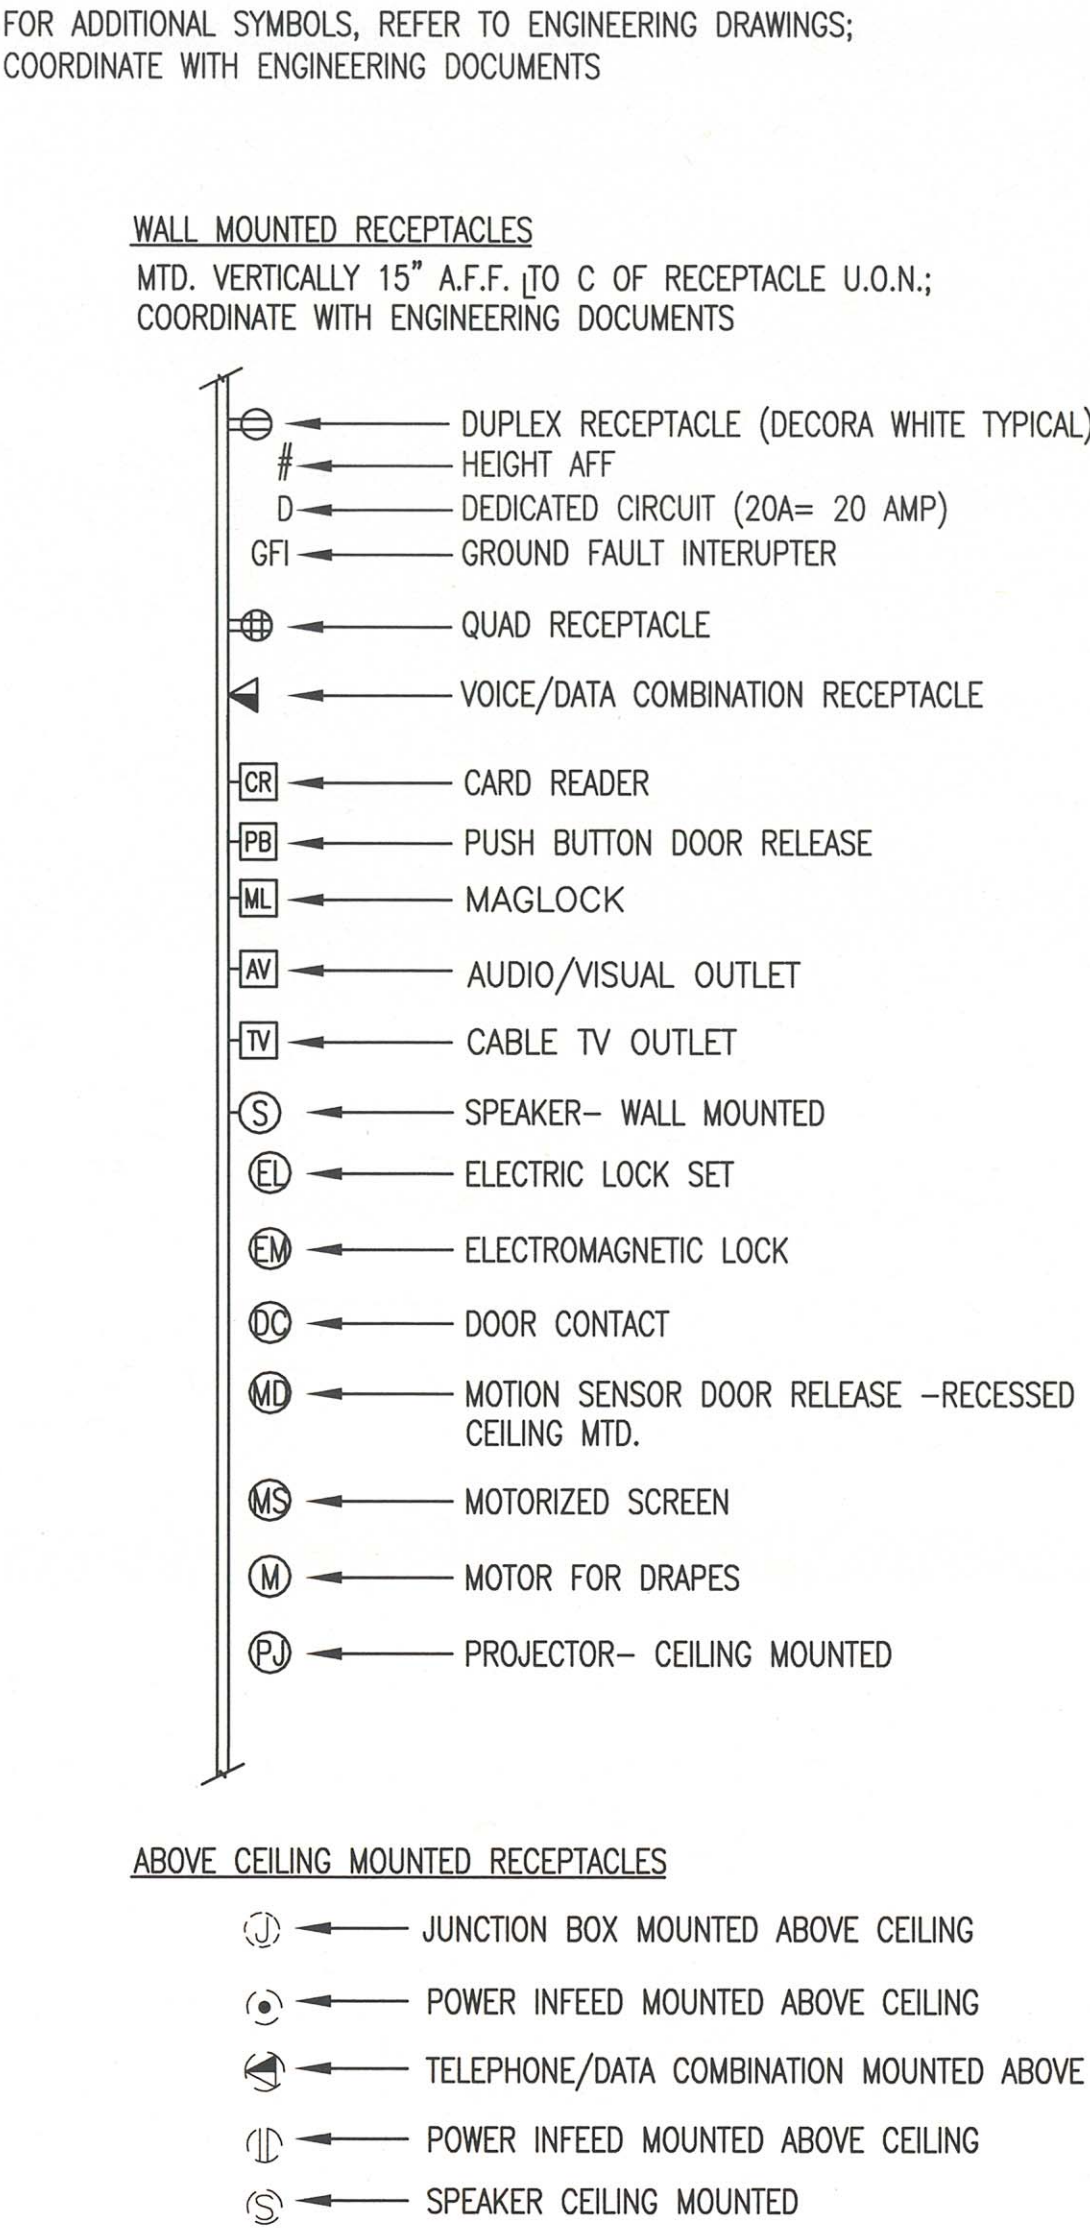 FOR ADDITIONAL SYMBOLS, REFER TO ENGINEERING DRAWINGS;
COORDINATE WITH ENGINEERING DOCUMENTS
WALL MOUNTED RECEPTACLES
MTD. VERTICALLY 15" A.F.F. LTO C OF RECEPTACLE U.O.N.;
COORDINATE WITH ENGINEERING DOCUMENTS
DUPLEX RECEPTACLE (DECORA WHITE TYPICAL)
# HEIGHT AFF
D DEDICATED CIRCUIT (20A= 20 AMP)
GFI GROUND FAULT INTERUPTER
QUAD RECEPTACLE
VOICE/DATA COMBINATION RECEPTACLE
CR CARD READER
PB PUSH BUTTON DOOR RELEASE
ML MAGLOCK
AV AUDIO/VISUAL OUTLET
TV CABLE TV OUTLET
S SPEAKER– WALL MOUNTED
EL ELECTRIC LOCK SET
EM ELECTROMAGNETIC LOCK
DC DOOR CONTACT
MD MOTION SENSOR DOOR RELEASE –RECESSED
CEILING MTD.
MS MOTORIZED SCREEN
M MOTOR FOR DRAPES
PJ PROJECTOR– CEILING MOUNTED
ABOVE CEILING MOUNTED RECEPTACLES
J JUNCTION BOX MOUNTED ABOVE CEILING
POWER INFEED MOUNTED ABOVE CEILING
TELEPHONE/DATA COMBINATION MOUNTED ABOVE
POWER INFEED MOUNTED ABOVE CEILING
S SPEAKER CEILING MOUNTED